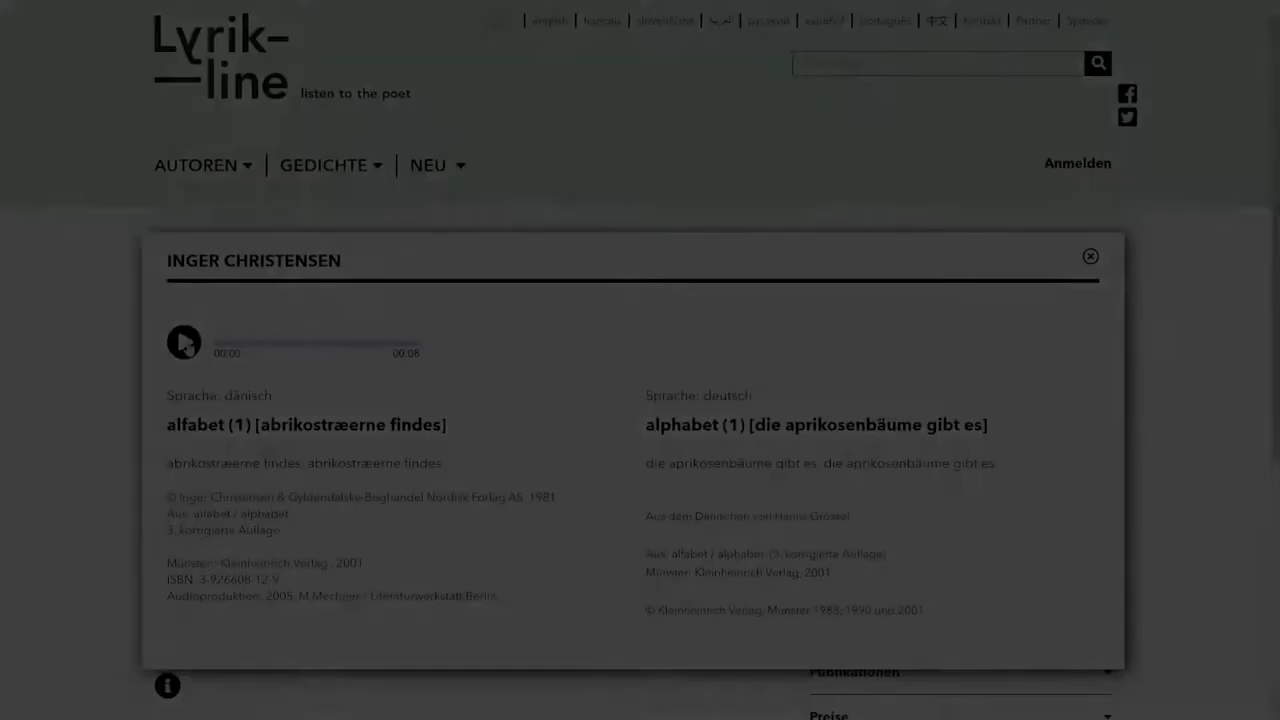 Lyrik-
—line listen to the poet
english | français | slovenščina | العربية | русский | español | português | 中文 | Kontakt | Partner | Spenden
AUTOREN | GEDICHTE | NEU
Anmelden
INGER CHRISTENSEN
00:00 00:08
Sprache: dänisch
alfabet (1) [abrikostræerne findes]
abrikostræerne findes, abrikostræerne findes
© Inger Christensen & Gyldendalske Boghandel Nordisk Forlag AS, 1981
Aus: alfabet / alphabet
3. korrigierte Auflage
Münster: Kleinheinrich Verlag, 2001
ISBN: 3-926608-12-9
Audioproduktion: 2005, M.Mechner / Literaturwerkstatt Berlin
Sprache: deutsch
alphabet (1) [die aprikosenbäume gibt es]
die aprikosenbäume gibt es, die aprikosenbäume gibt es
Aus dem Dänischen von Hanns Grössel
Aus: alfabet / alphabet (3. korrigierte Auflage)
Münster: Kleinheinrich Verlag, 2001
© Kleinheinrich Verlag, Münster 1988, 1990 und 2001
Publikationen
Preise